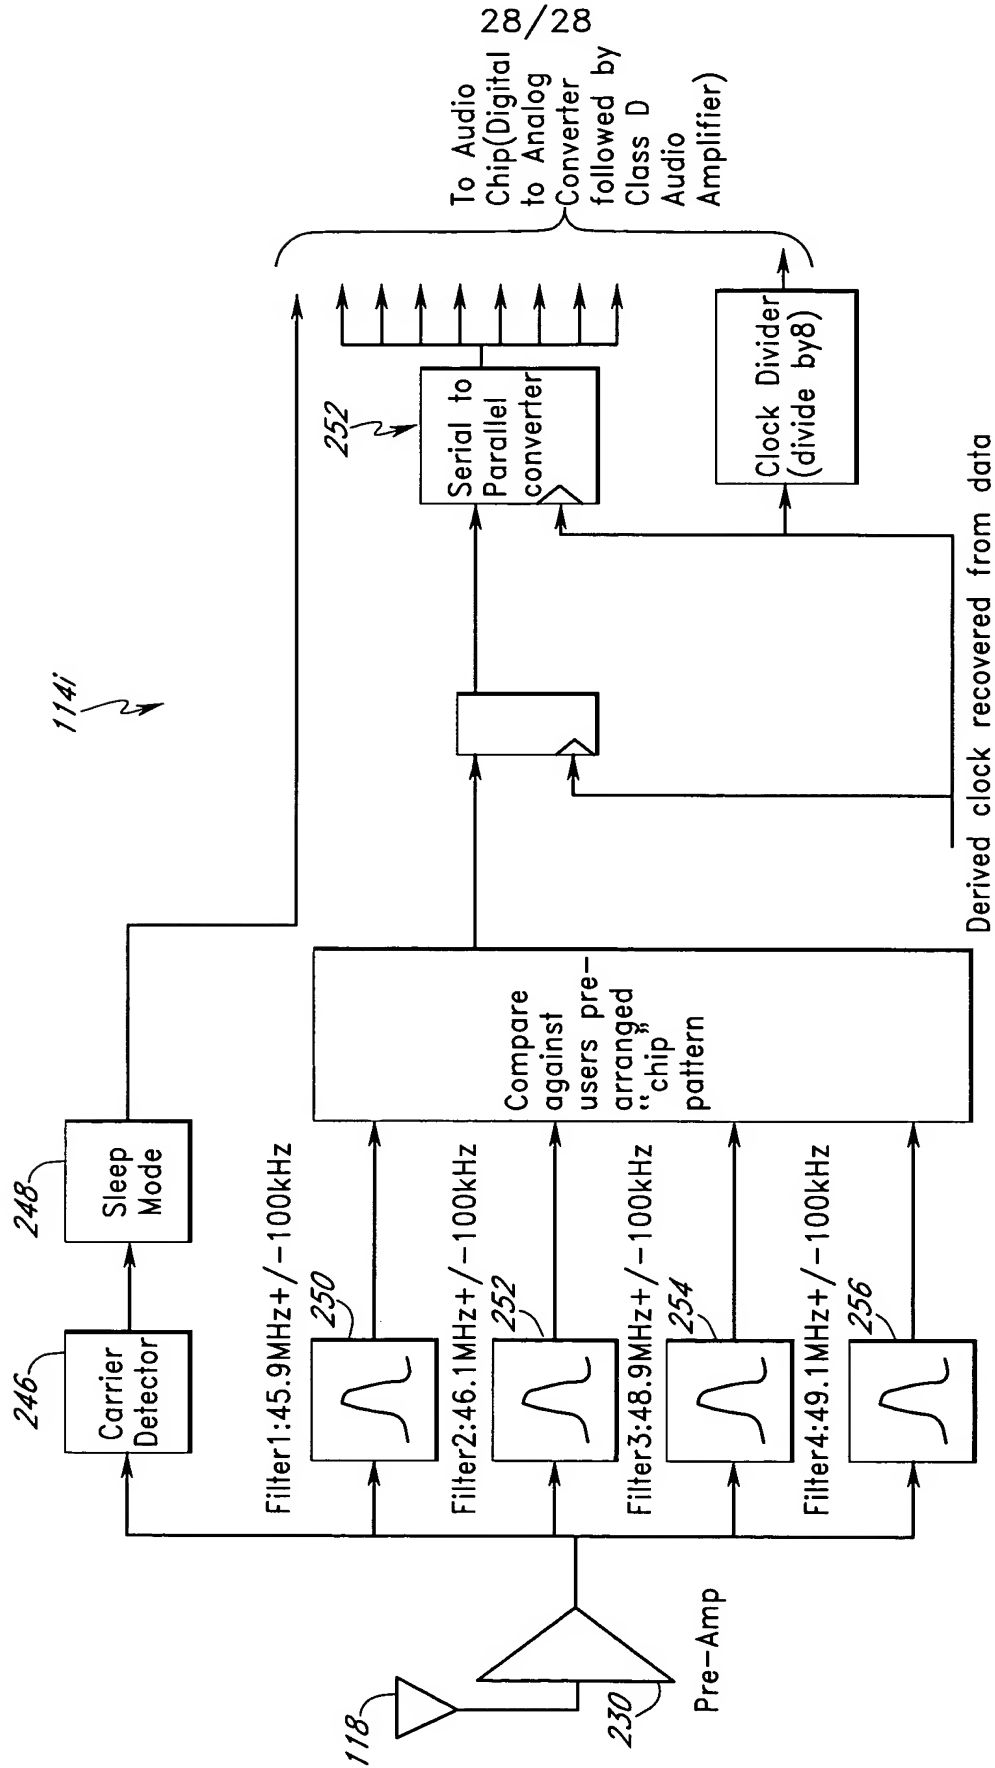 28/28
114i
246
Carrier
Detector
248
Sleep
Mode
To Audio
Chip(Digital
to Analog
Converter
followed by
Class D
Audio
Amplifier)
118
230
Pre-Amp
Filter1:45.9MHz+/-100kHz
250
Filter2:46.1MHz+/-100kHz
252
Filter3:48.9MHz+/-100kHz
254
Filter4:49.1MHz+/-100kHz
256
Compare
against
users pre-
arranged
“chip”
pattern
252
Serial to
Parallel
converter
Clock Divider
(divide by8)
Derived clock recovered from data